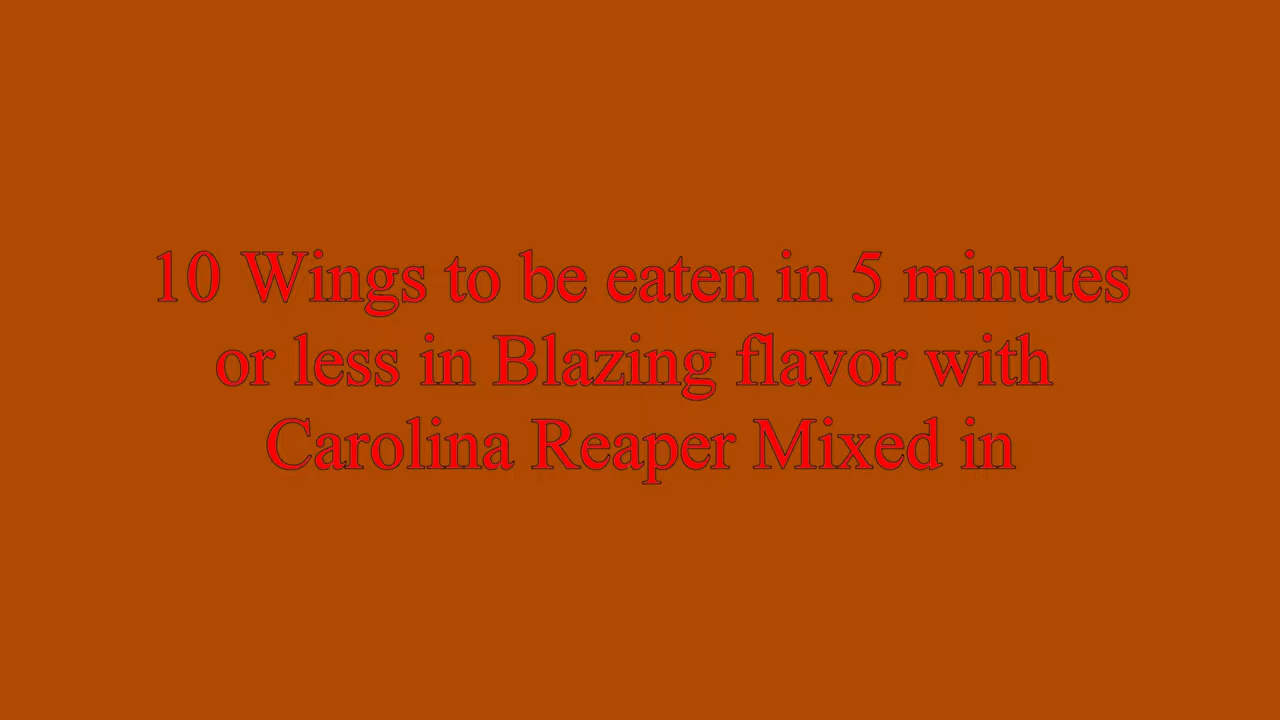 10 Wings to be eaten in 5 minutes
or less in Blazing flavor with
Carolina Reaper Mixed in